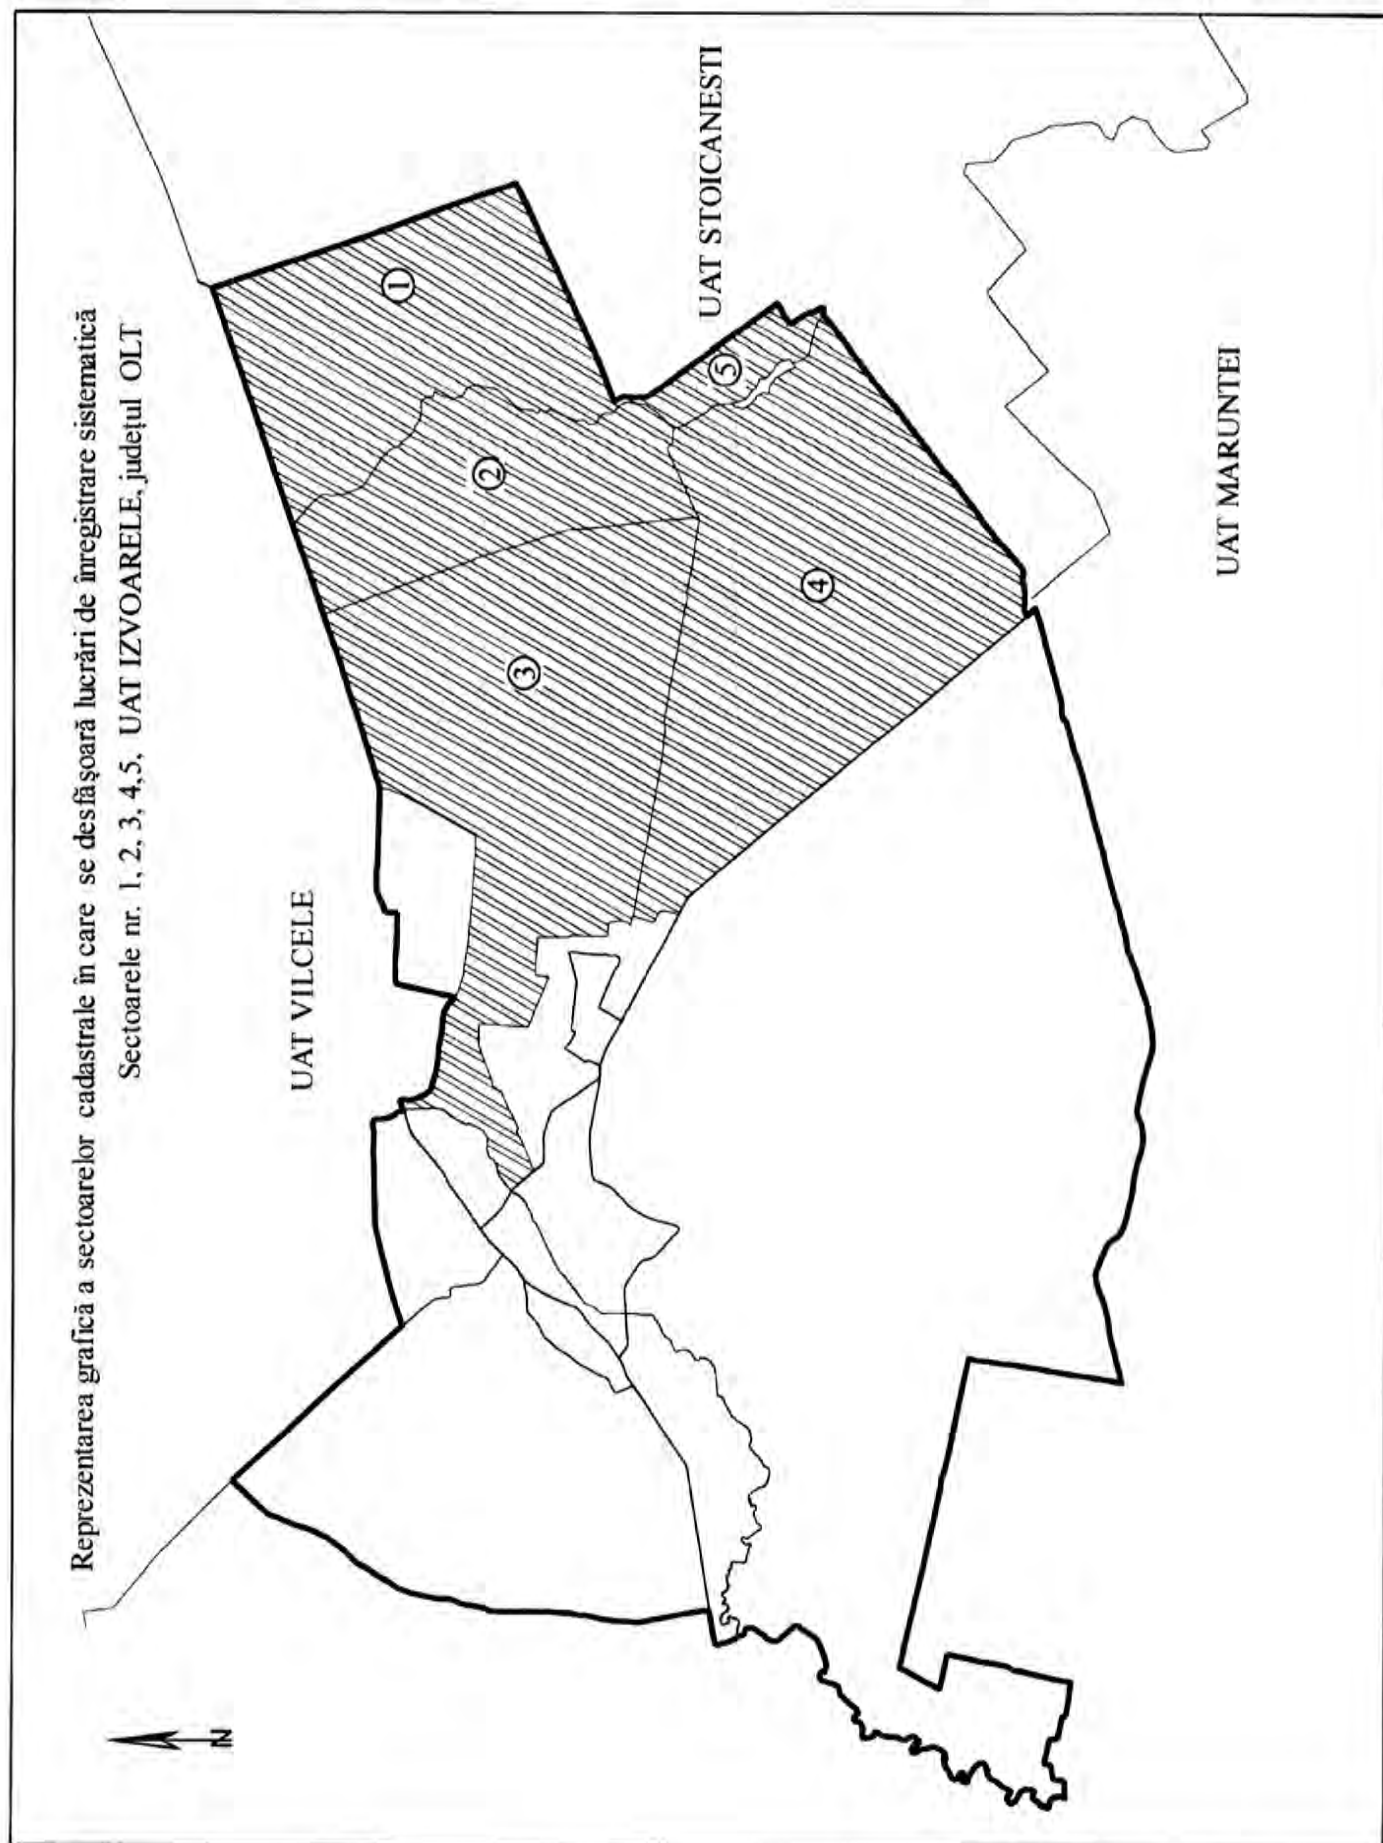 Reprezentarea grafică a sectoarelor cadastrale în care se desfășoară lucrări de înregistrare sistematică
Sectoarele nr. 1, 2, 3, 4,5, UAT IZVOARELE, județul OLT
UAT VILCELE
UAT STOICANESTI
UAT MARUNTEI
1
2
3
4
5
N